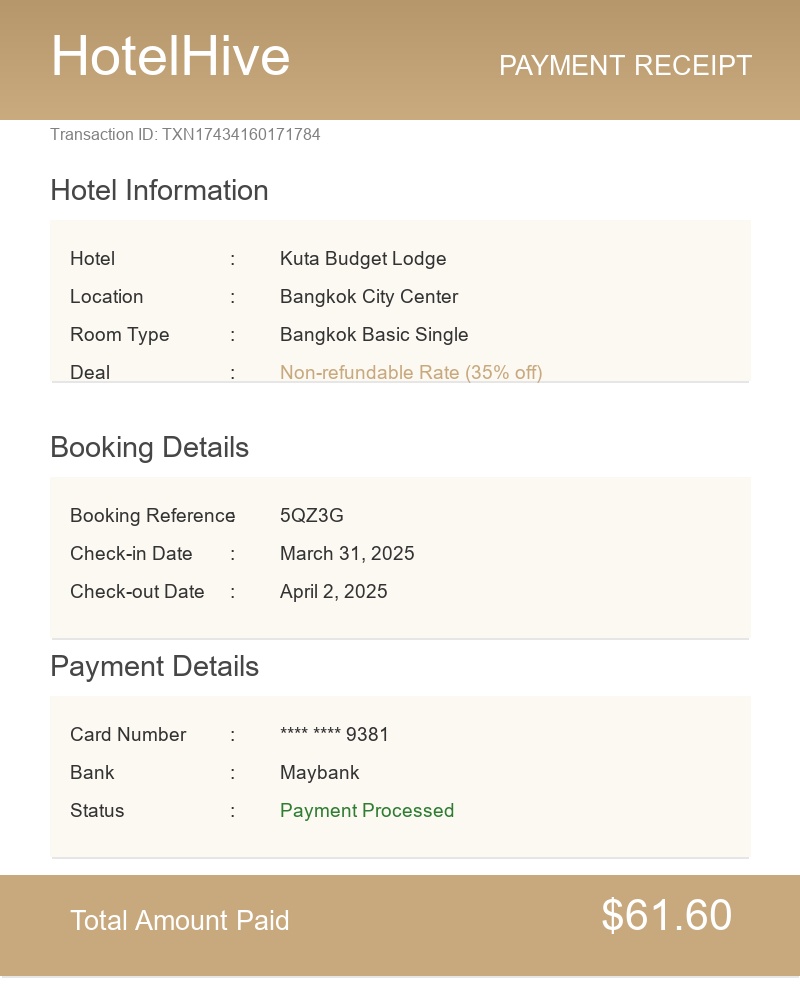 HotelHive
PAYMENT RECEIPT
Transaction ID: TXN17434160171784
Hotel Information
Hotel : Kuta Budget Lodge
Location : Bangkok City Center
Room Type : Bangkok Basic Single
Deal : Non-refundable Rate (35% off)
Booking Details
Booking Reference : 5QZ3G
Check-in Date : March 31, 2025
Check-out Date : April 2, 2025
Payment Details
Card Number : **** **** 9381
Bank : Maybank
Status : Payment Processed
Total Amount Paid $61.60